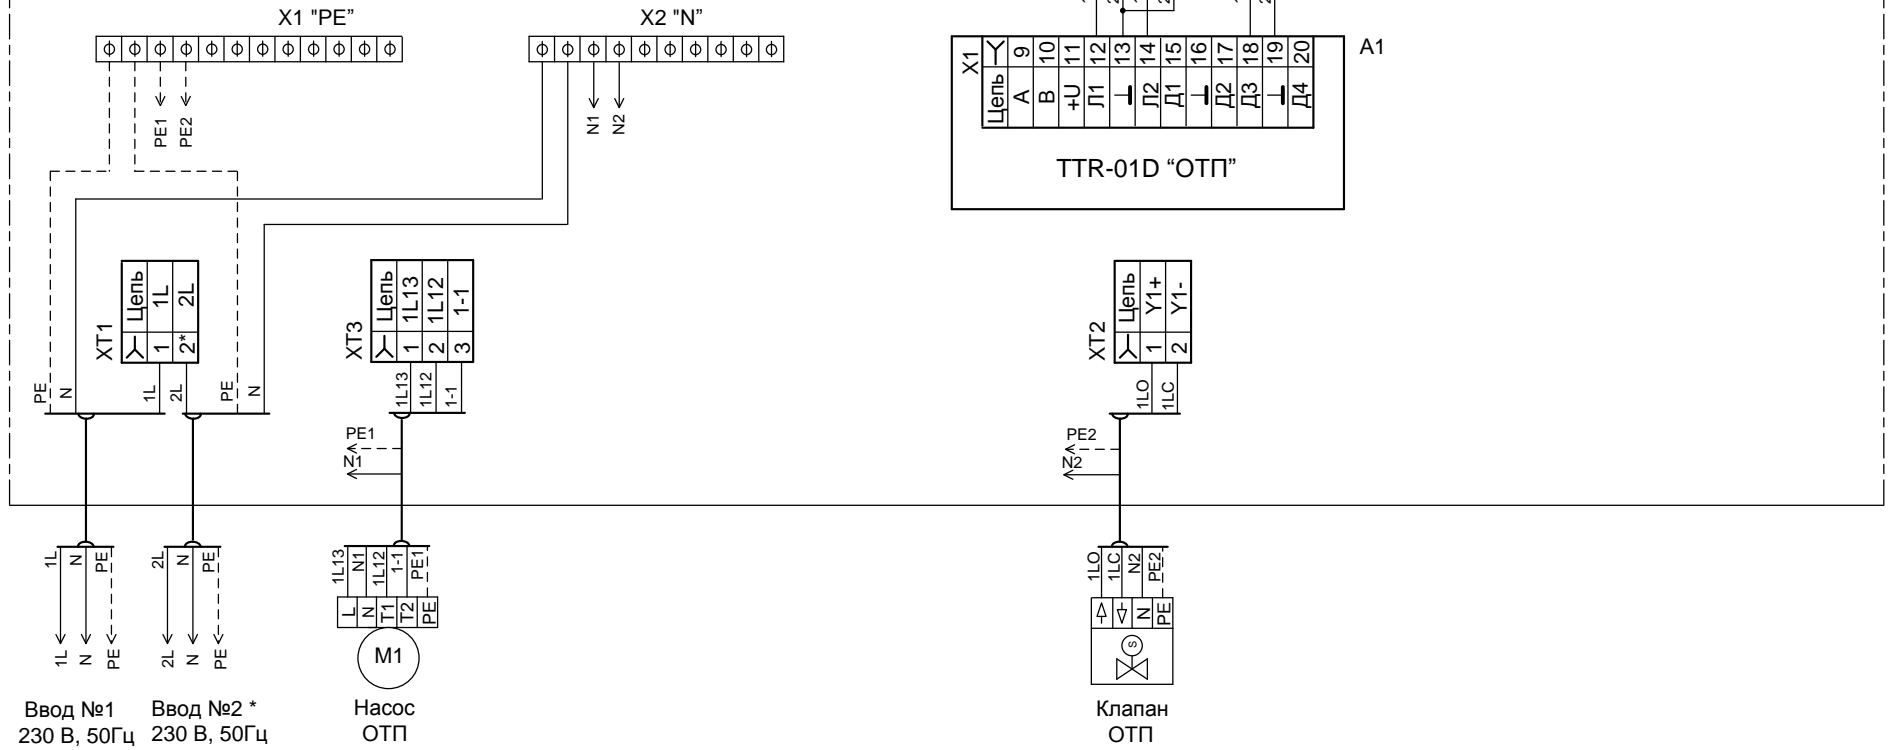 X1 "PE”
X2 "N”
A1
X1
Цепь
9 A
10 B
11 +U
12 Л1
13 ⊥
14 Л2
15 Д1
16 ⊥
17 Д2
18 Д3
19 ⊥
20 Д4
TTR-01D “ОТП”
PE1
PE2
N1
N2
XT1
Цепь
1 1L
2* 2L
XT3
Цепь
1 1L13
2 1L12
3 1-1
XT2
Цепь
1 Y1+
2 Y1-
PE
N
1L
2L
PE
N
1L13
1L12
1-1
1LO
1LC
PE1
N1
PE2
N2
1L
N
PE
2L
N
PE
1L13
N1
1L12
1-1
PE1
1LO
1LC
N2
PE2
L
N
T1
T2
PE
N
PE
M1
S
1L
N
PE
2L
N
PE
Ввод №1
230 В, 50Гц
Ввод №2 *
230 В, 50Гц
Насос
ОТП
Клапан
ОТП